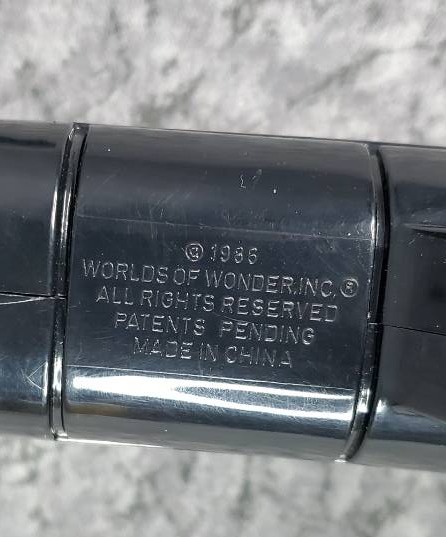 © 1986
WORLDS OF WONDER,INC.®
ALL RIGHTS RESERVED
PATENTS PENDING
MADE IN CHINA